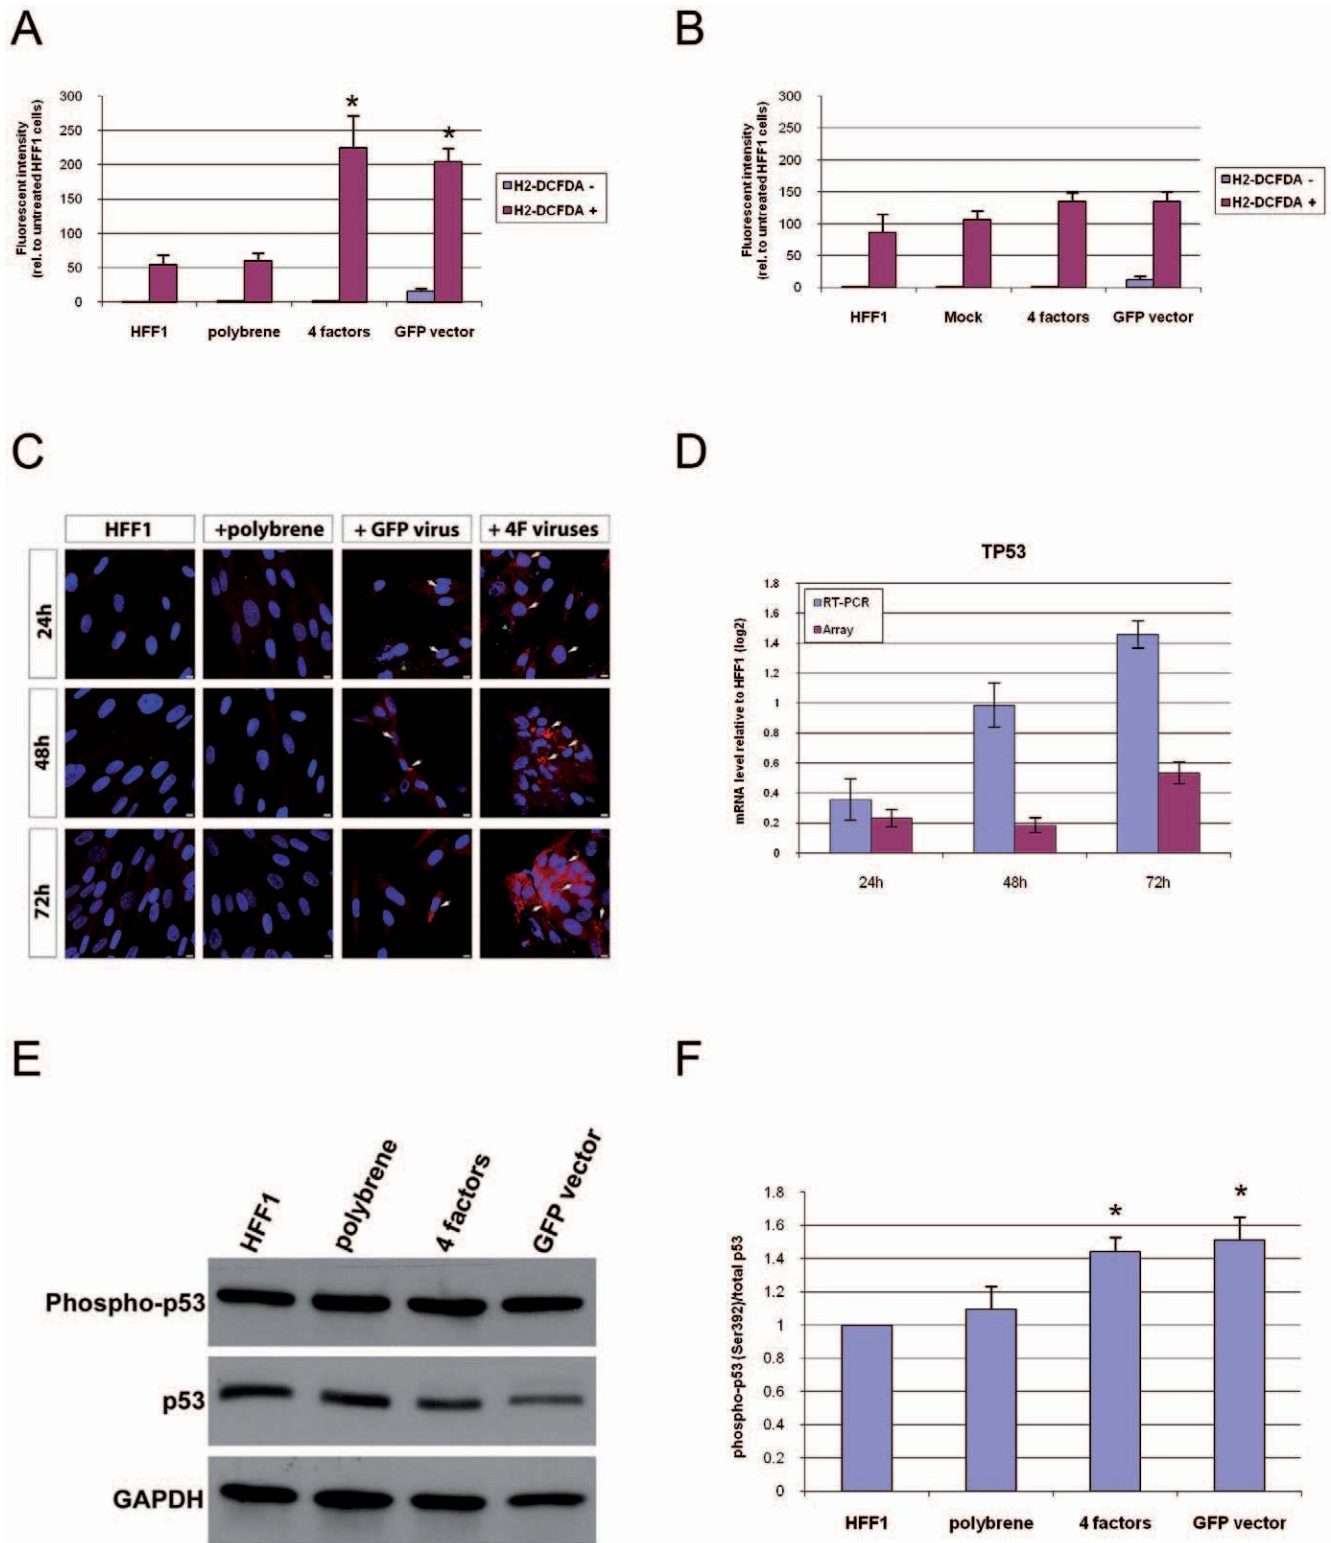 A
Fluorescent intensity
(rel. to untreated HFF1 cells)
300
250
200
150
100
50
0
*
*
HFF1 polybrene 4 factors GFP vector
H2-DCFDA -
H2-DCFDA +
B
Fluorescent intensity
(rel. to untreated HFF1 cells)
300
250
200
150
100
50
0
HFF1 Mock 4 factors GFP vector
H2-DCFDA -
H2-DCFDA +
C
HFF1 +polybrene + GFP virus + 4F viruses
24h
48h
72h
D
TP53
mRNA level relative to HFF1 (log2)
1.8
1.6
1.4
1.2
1
0.8
0.6
0.4
0.2
0
RT-PCR
Array
24h 48h 72h
E
HFF1 polybrene 4 factors GFP vector
Phospho-p53
p53
GAPDH
F
phospho-p53 (Ser392)/total p53
1.8
1.6
1.4
1.2
1
0.8
0.6
0.4
0.2
0
*
*
HFF1 polybrene 4 factors GFP vector